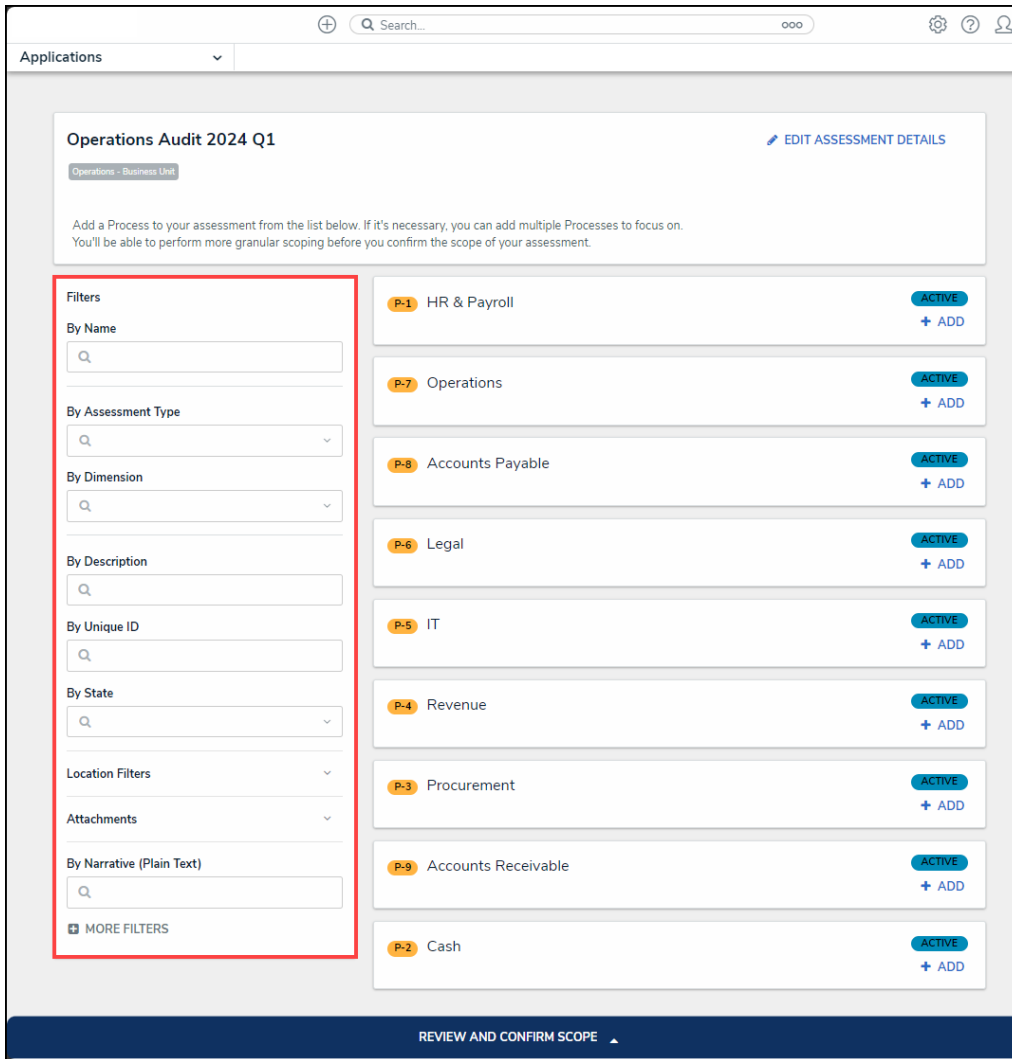 Search...
ooo
Applications
Operations Audit 2024 Q1
EDIT ASSESSMENT DETAILS
Operations - Business Unit
Add a Process to your assessment from the list below. If it's necessary, you can add multiple Processes to focus on.
You'll be able to perform more granular scoping before you confirm the scope of your assessment.
Filters
By Name
By Assessment Type
By Dimension
By Description
By Unique ID
By State
Location Filters
Attachments
By Narrative (Plain Text)
MORE FILTERS
P-1 HR & Payroll
ACTIVE
+ ADD
P-7 Operations
ACTIVE
+ ADD
P-8 Accounts Payable
ACTIVE
+ ADD
P-6 Legal
ACTIVE
+ ADD
P-5 IT
ACTIVE
+ ADD
P-4 Revenue
ACTIVE
+ ADD
P-3 Procurement
ACTIVE
+ ADD
P-9 Accounts Receivable
ACTIVE
+ ADD
P-2 Cash
ACTIVE
+ ADD
REVIEW AND CONFIRM SCOPE